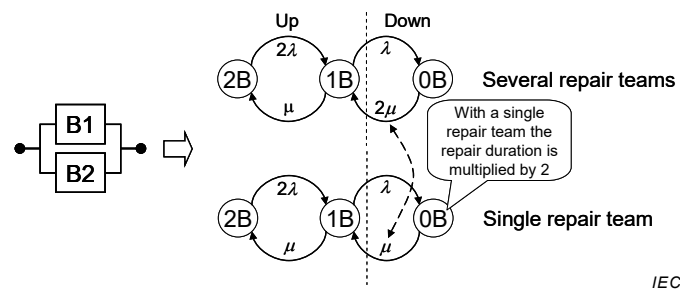 Up Down
2λ λ
2B 1B 0B Several repair teams
μ 2μ
B1
B2
With a single
repair team the
repair duration is
multiplied by 2
2λ λ
2B 1B 0B Single repair team
μ μ
IEC